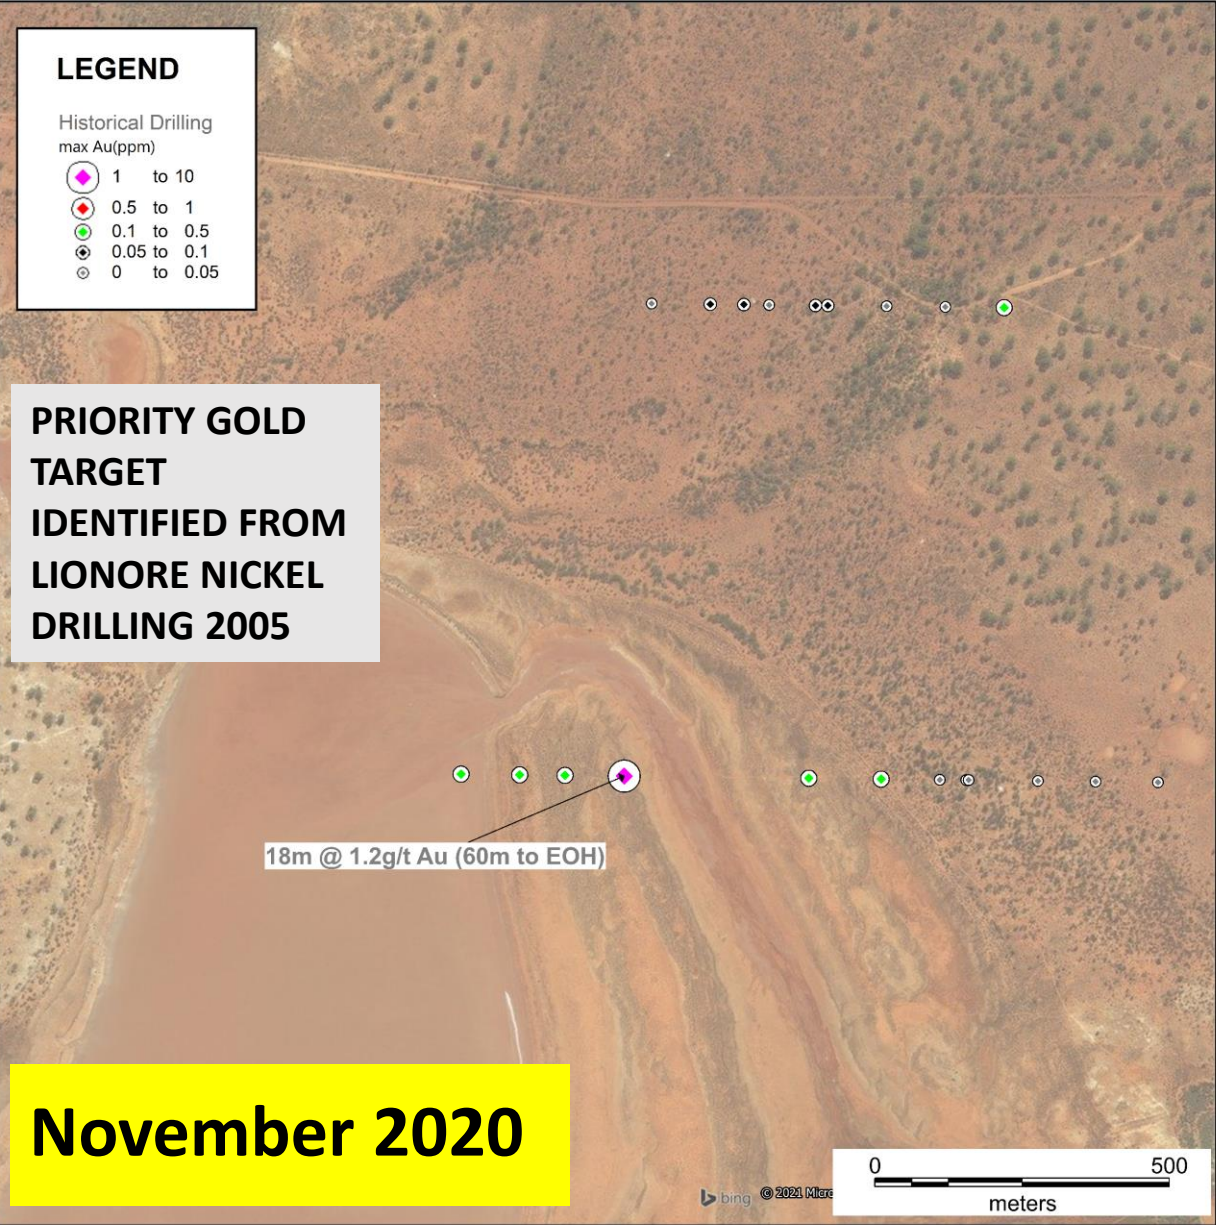 LEGEND
Historical Drilling
max Au(ppm)
1 to 10
0.5 to 1
0.1 to 0.5
0.05 to 0.1
0 to 0.05
PRIORITY GOLD
TARGET
IDENTIFIED FROM
LIONORE NICKEL
DRILLING 2005
18m @ 1.2g/t Au (60m to EOH)
November 2020
bing © 2021 Micro
0 500
meters